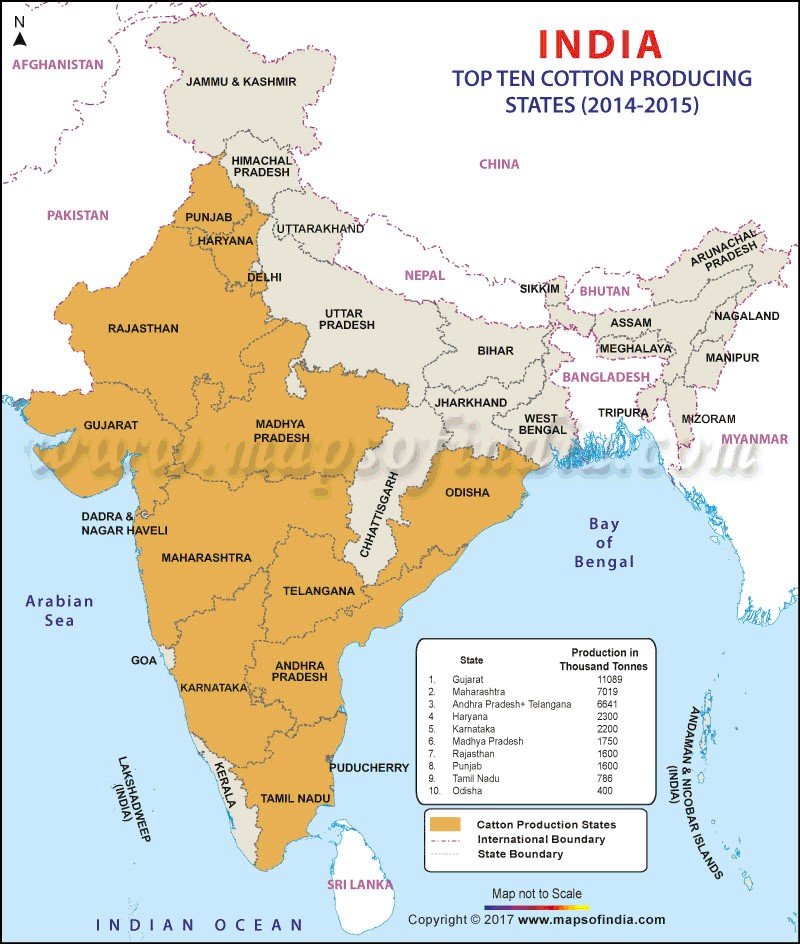 N
INDIA
TOP TEN COTTON PRODUCING
STATES (2014-2015)
AFGHANISTAN
JAMMU & KASHMIR
CHINA
HIMACHAL
PRADESH
PAKISTAN
PUNJAB
UTTARAKHAND
HARYANA
ARUNACHAL
PRADESH
DELHI
NEPAL
SIKKIM
BHUTAN
RAJASTHAN
UTTAR
PRADESH
ASSAM
NAGALAND
BIHAR
MEGHALAYA
MANIPUR
BANGLADESH
JHARKHAND
GUJARAT
MADHYA
PRADESH
WEST
BENGAL
TRIPURA
MIZORAM
MYANMAR
www.mapsofindia.com
ODISHA
CHHATTISGARH
DADRA &
NAGAR HAVELI
MAHARASHTRA
Bay
of
Bengal
TELANGANA
Arabian
Sea
GOA
ANDHRA
PRADESH
KARNATAKA
State Production in
Thousand Tonnes
1. Gujarat 11089
2. Maharashtra 7019
3. Andhra Pradesh+ Telangana 6641
4 Haryana 2300
5. Karnataka 2200
6. Madhya Pradesh 1750
7. Rajasthan 1600
8. Punjab 1600
9. Tamil Nadu 786
10. Odisha 400
ANDAMAN & NICOBAR ISLANDS
(INDIA)
PUDUCHERRY
KERALA
LAKSHADWEEP
(INDIA)
TAMIL NADU
Catton Production States
International Boundary
State Boundary
SRI LANKA
Map not to Scale
INDIAN OCEAN
Copyright © 2017 www.mapsofindia.com